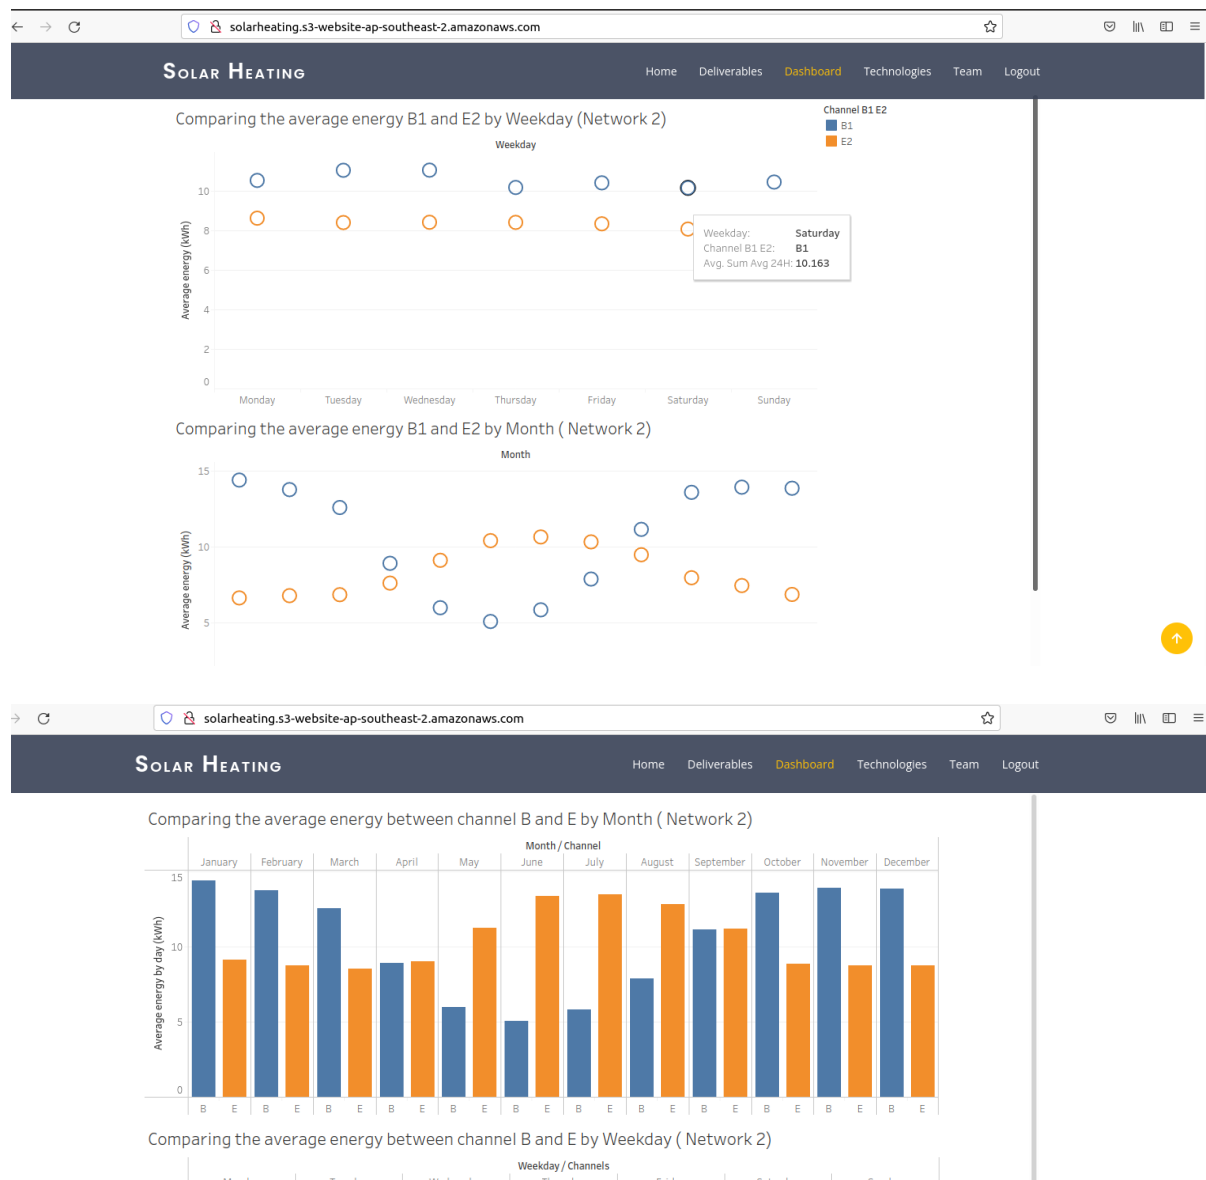 solarheating.s3-website-ap-southeast-2.amazonaws.com
SOLAR HEATING
Home Deliverables Dashboard Technologies Team Logout
Comparing the average energy B1 and E2 by Weekday (Network 2)
Channel B1 E2
B1
E2
Weekday
Average energy (kWh)
10
8
6
4
2
0
Weekday: Saturday
Channel B1 E2: B1
Avg. Sum Avg 24H: 10.163
Monday Tuesday Wednesday Thursday Friday Saturday Sunday
Comparing the average energy B1 and E2 by Month ( Network 2)
Month
Average energy (kWh)
15
10
5
solarheating.s3-website-ap-southeast-2.amazonaws.com
SOLAR HEATING
Home Deliverables Dashboard Technologies Team Logout
Comparing the average energy between channel B and E by Month ( Network 2)
Month / Channel
January February March April May June July August September October November December
Average energy by day (kWh)
15
10
5
0
B E B E B E B E B E B E B E B E B E B E B E B E
Comparing the average energy between channel B and E by Weekday ( Network 2)
Weekday / Channels